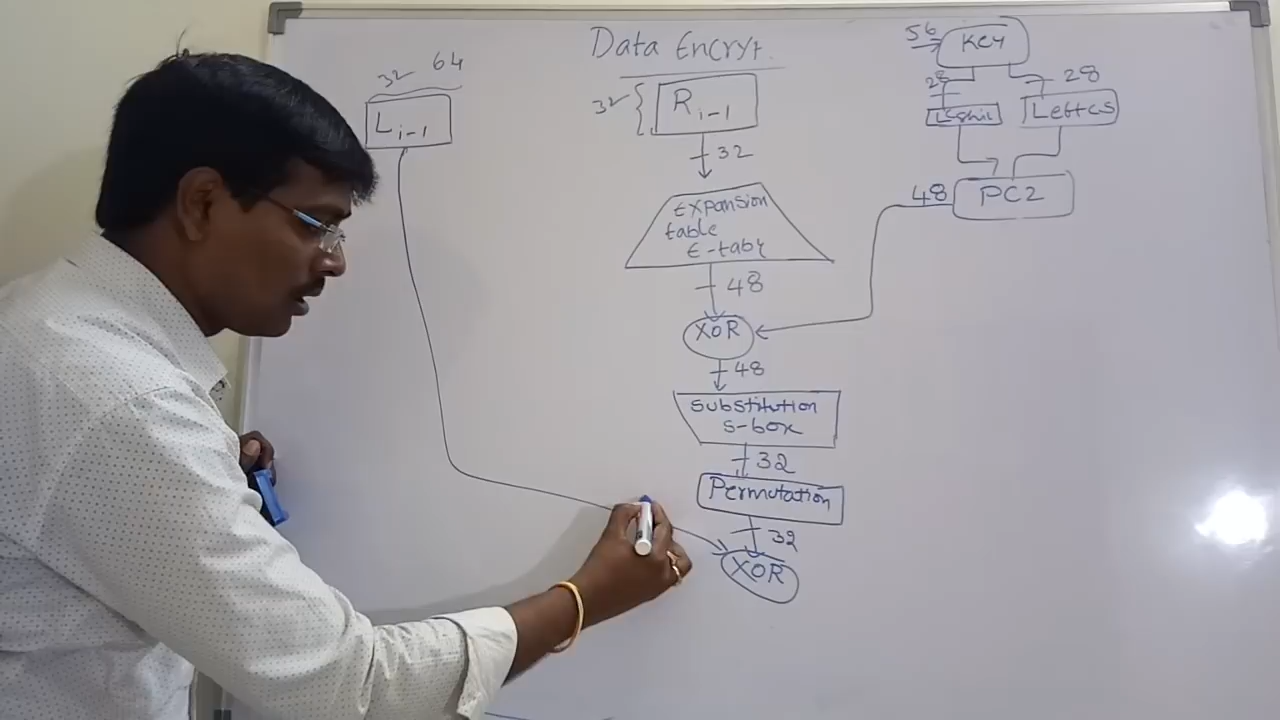 Data Encryt.
32 64
L i-1
32
R i-1
32
Expansion
table
E-taby
48
XOR
48
Substitution
S-box
32
Permutation
32
XOR
56
Key
28
28
PC2
48